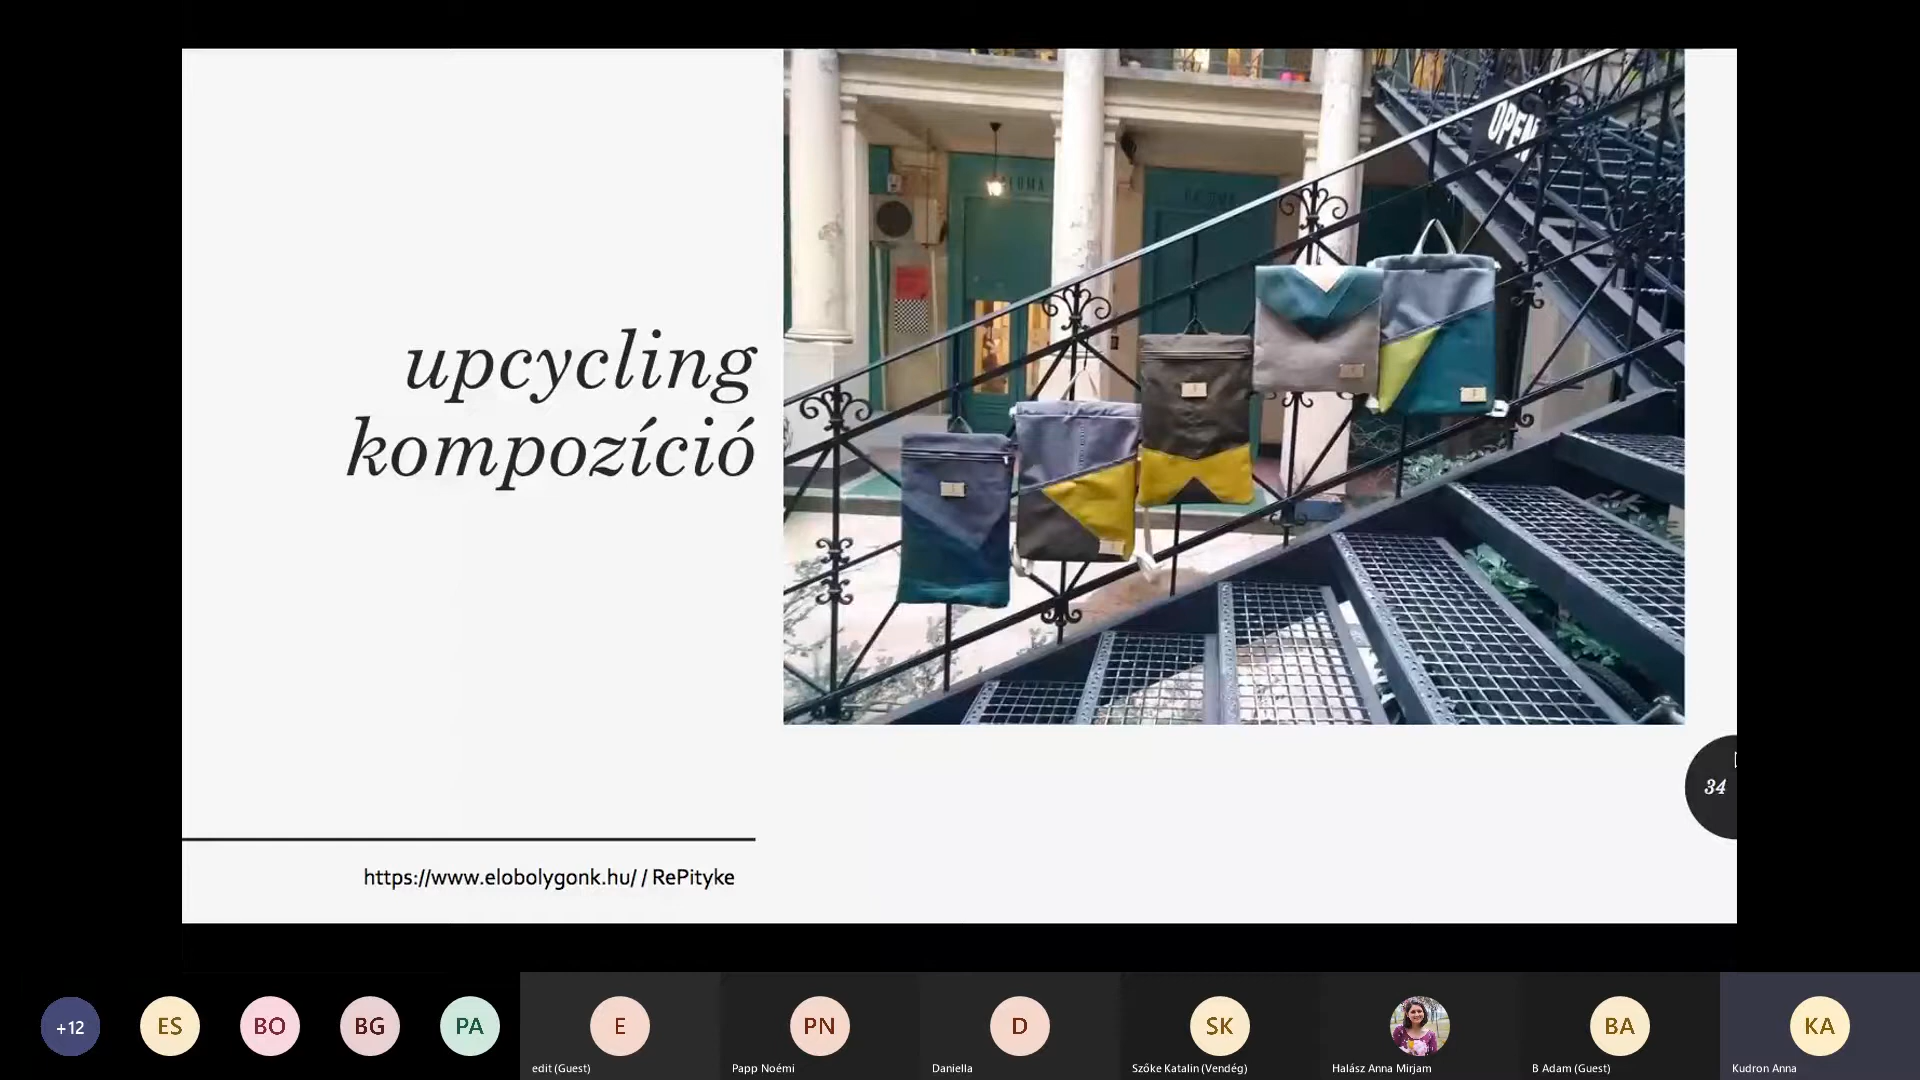 upcycling
kompozíció
OPEN
34
https://www.elobolygonk.hu/ / RePityke
+12
ES
BO
BG
PA
E
PN
D
SK
BA
KA
edit (Guest)
Papp Noémi
Daniella
Szőke Katalin (Vendég)
Halász Anna Mirjam
B Adam (Guest)
Kudron Anna